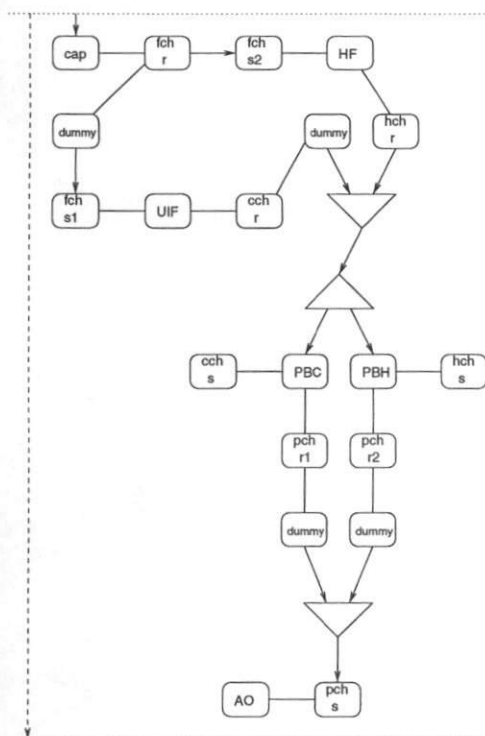 cap
fch
r
fch
s2
HF
dummy
dummy
hch
r
fch
s1
UIF
cch
r
cch
s
PBC
PBH
hch
s
pch
r1
pch
r2
dummy
dummy
AO
pch
s